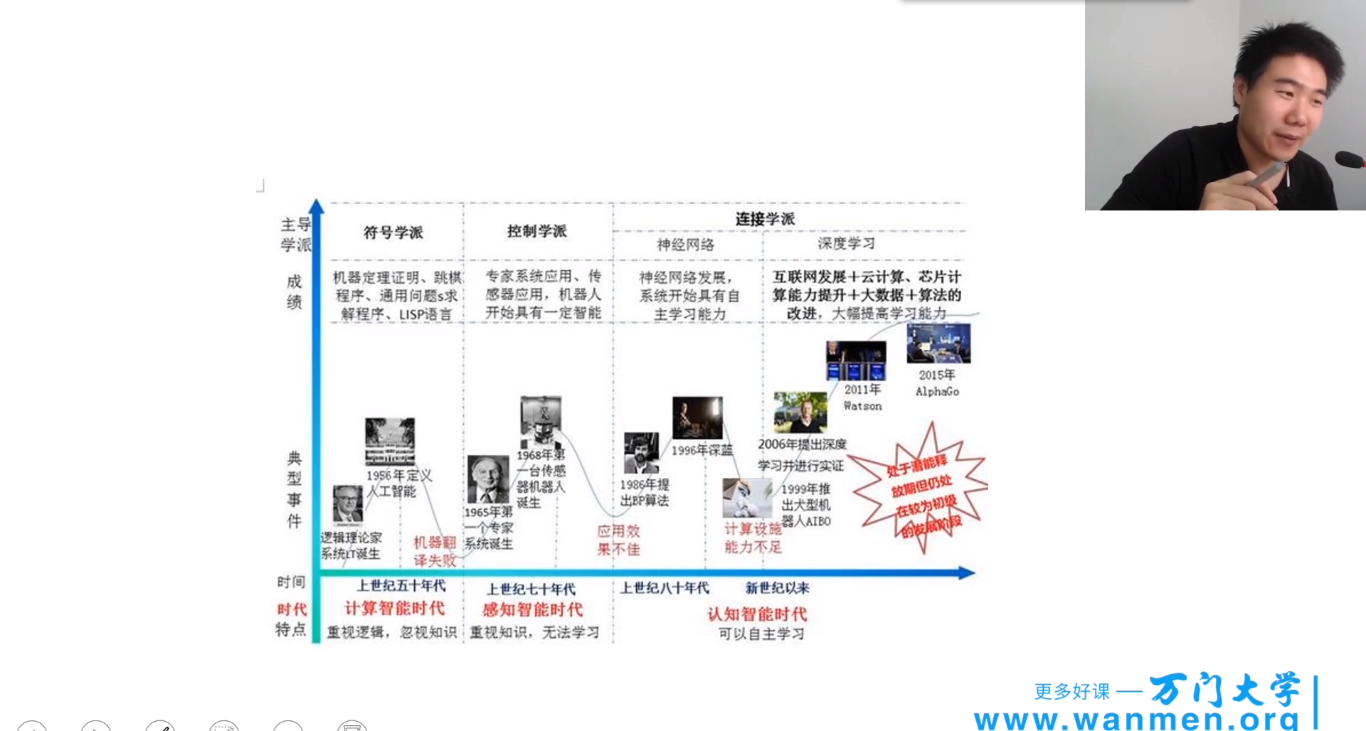 主导
学派
符号学派
控制学派
连接学派
神经网络
深度学习
成
绩
机器定理证明、跳棋
程序、通用问题s求
解程序、LISP语言
专家系统应用、传
感器应用，机器人
开始具有一定智能
神经网络发展，
系统开始具有自
主学习能力
互联网发展＋云计算、芯片计
算能力提升＋大数据＋算法的
改进，大幅提高学习能力
典
型
事
件
逻辑理论家
系统LT诞生
1956年定义
人工智能
机器翻
译失败
1965年第
一个专家
系统诞生
1968年第
一台传感
器机器人
诞生
应用效
果不佳
1986年提
出BP算法
1996年深蓝
计算设施
能力不足
1999年推
出犬型机
器人AIBO
2006年提出深度
学习并进行实证
2011年
Watson
2015年
AlphaGo
处于潜能释
放期但仍处
在较为初级
的发展阶段
时间
上世纪五十年代
上世纪七十年代
上世纪八十年代
新世纪以来
时代
特点
计算智能时代
感知智能时代
认知智能时代
重视逻辑，忽视知识
重视知识，无法学习
可以自主学习
更多好课 — 万门大学
www.wanmen.org